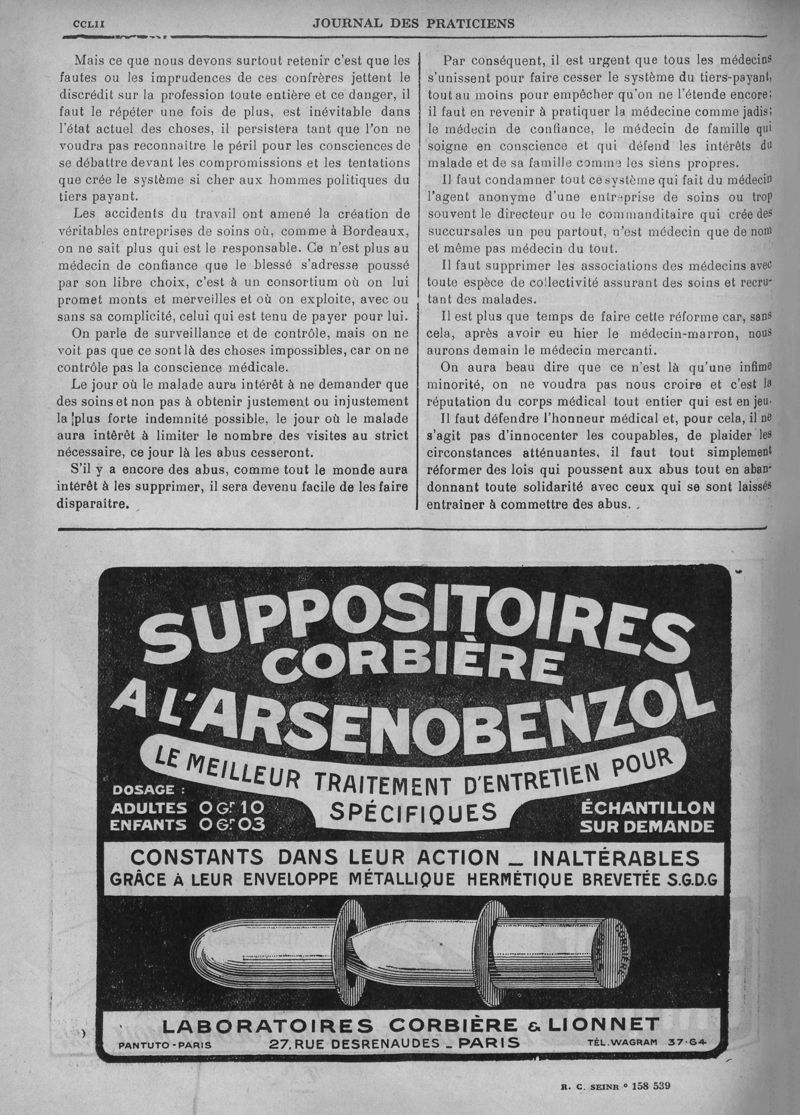 CCLII
JOURNAL DES PRATICIENS
Mais ce que nous devons surtout retenir c'est que les
fautes ou les imprudences de ces confrères jettent le
discrédit sur la profession toute entière et ce danger, il
faut le répéter une fois de plus, est inévitable dans
l'état actuel des choses, il persistera tant que l'on ne
voudra pas reconnaitre le péril pour les consciences de
se débattre devant les compromissions et les tentations
que crée le système si cher aux hommes politiques du
tiers payant.
Les accidents du travail ont amené la création de
véritables entreprises de soins où, comme à Bordeaux,
on ne sait plus qui est le responsable. Ce n'est plus au
médecin de confiance que le blessé s'adresse poussé
par son libre choix, c'est à un consortium où on lui
promet monts et merveilles et où on exploite, avec ou
sans sa complicité, celui qui est tenu de payer pour lui.
On parle de surveillance et de contrôle, mais on ne
voit pas que ce sont là des choses impossibles, car on ne
contrôle pas la conscience médicale.
Le jour où le malade aura intérêt à ne demander que
des soins et non pas à obtenir justement ou injustement
la plus forte indemnité possible, le jour où le malade
aura intérêt à limiter le nombre des visites au strict
nécessaire, ce jour là les abus cesseront.
S'il y a encore des abus, comme tout le monde aura
intérêt à les supprimer, il sera devenu facile de les faire
disparaître.
Par conséquent, il est urgent que tous les médecins
s'unissent pour faire cesser le système du tiers-payant,
tout au moins pour empêcher qu'on ne l'étende encore;
il faut en revenir à pratiquer la médecine comme jadis;
le médecin de confiance, le médecin de famille qui
soigne en conscience et qui défend les intérêts du
malade et de sa famille comme les siens propres.
Il faut condamner tout ce système qui fait du médecin
l'agent anonyme d'une entreprise de soins ou trop
souvent le directeur ou le commanditaire qui crée des
succursales un peu partout, n'est médecin que de nom
et même pas médecin du tout.
Il faut supprimer les associations des médecins avec
toute espèce de collectivité assurant des soins et recru-
tant des malades.
Il est plus que temps de faire cette réforme car, sans
cela, après avoir eu hier le médecin-marron, nous
aurons demain le médecin mercanti.
On aura beau dire que ce n'est là qu'une infime
minorité, on ne voudra pas nous croire et c'est la
réputation du corps médical tout entier qui est en jeu.
Il faut défendre l'honneur médical et, pour cela, il ne
s'agit pas d'innocenter les coupables, de plaider les
circonstances atténuantes, il faut tout simplement
réformer des lois qui poussent aux abus tout en aban-
donnant toute solidarité avec ceux qui se sont laissés
entraîner à commettre des abus.
SUPPOSITOIRES
CORBIÈRE
A L'ARSENOBENZOL
LE MEILLEUR TRAITEMENT D'ENTRETIEN POUR
SPÉCIFIQUES
DOSAGE :
ADULTES 0 Gr 10
ENFANTS 0 Gr 03
ÉCHANTILLON
SUR DEMANDE
CONSTANTS DANS LEUR ACTION _ INALTÉRABLES
GRÂCE A LEUR ENVELOPPE MÉTALLIQUE HERMÉTIQUE BREVETÉE S.G.D.G
CORBIÈRE
LABORATOIRES CORBIÈRE & LIONNET
PANTUTO - PARIS
27, RUE DESRENAUDES _ PARIS
TÉL. WAGRAM 37-64
R. C. SEINR ° 158 539